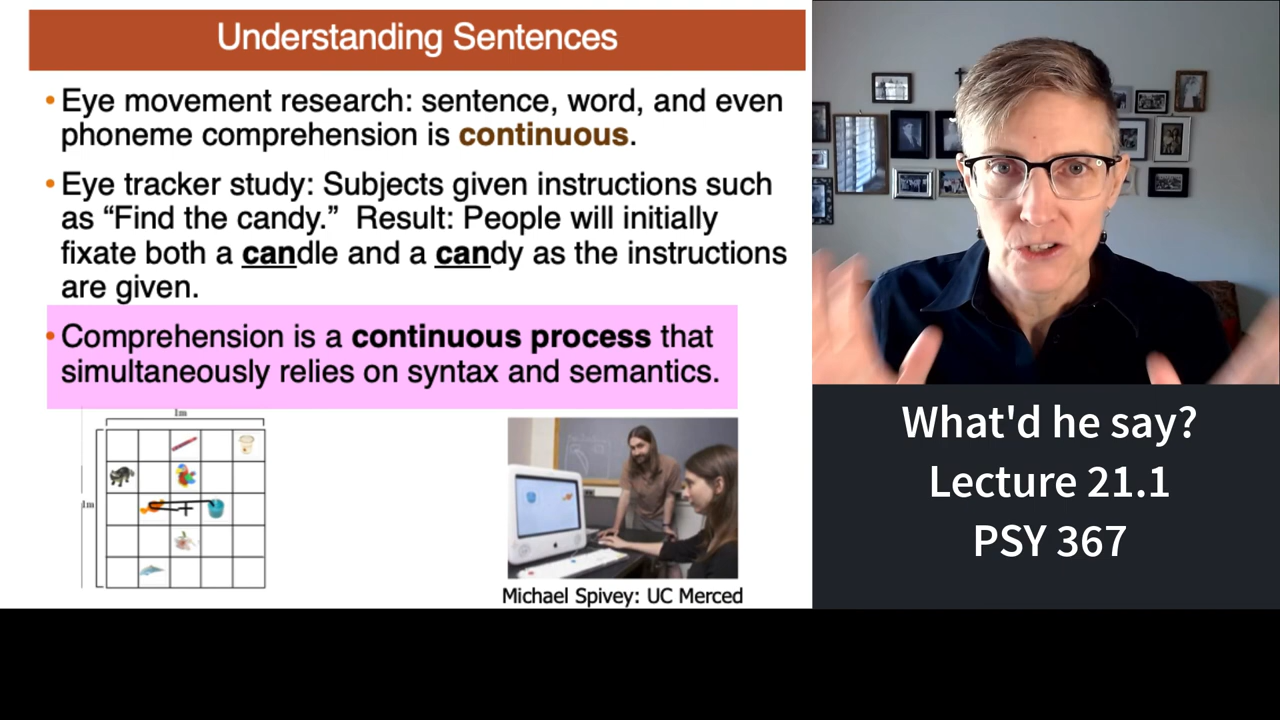 Understanding Sentences
• Eye movement research: sentence, word, and even
phoneme comprehension is continuous.
• Eye tracker study: Subjects given instructions such
as “Find the candy.” Result: People will initially
fixate both a candle and a candy as the instructions
are given.
• Comprehension is a continuous process that
simultaneously relies on syntax and semantics.
1m
1m
Michael Spivey: UC Merced
What'd he say?
Lecture 21.1
PSY 367